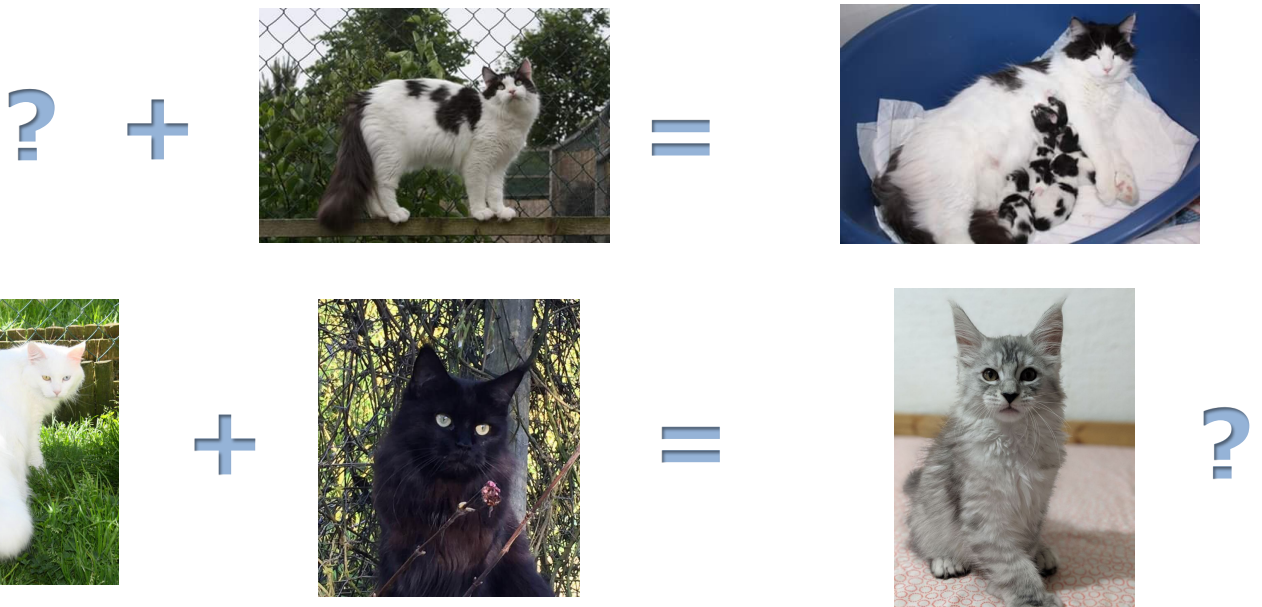 ? + =
+ = ?